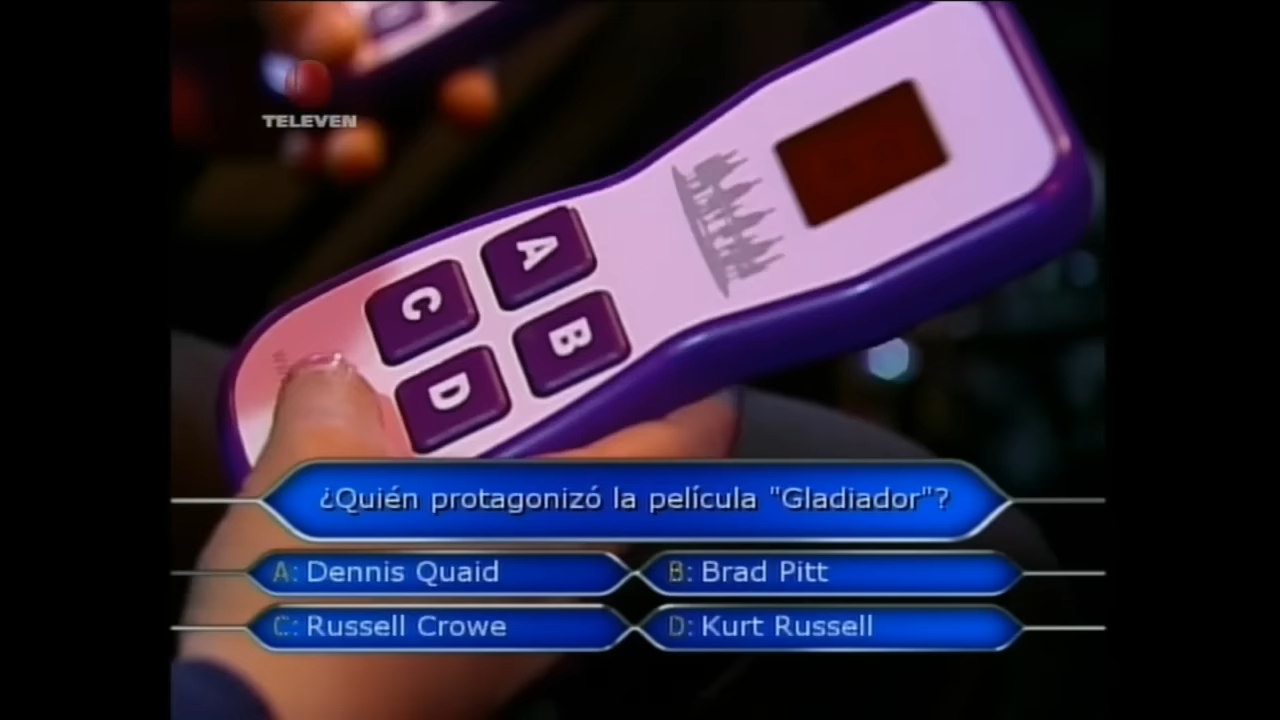 TELEVEN
A
C
B
D
¿Quién protagonizó la película "Gladiador"?
A: Dennis Quaid
B: Brad Pitt
C: Russell Crowe
D: Kurt Russell